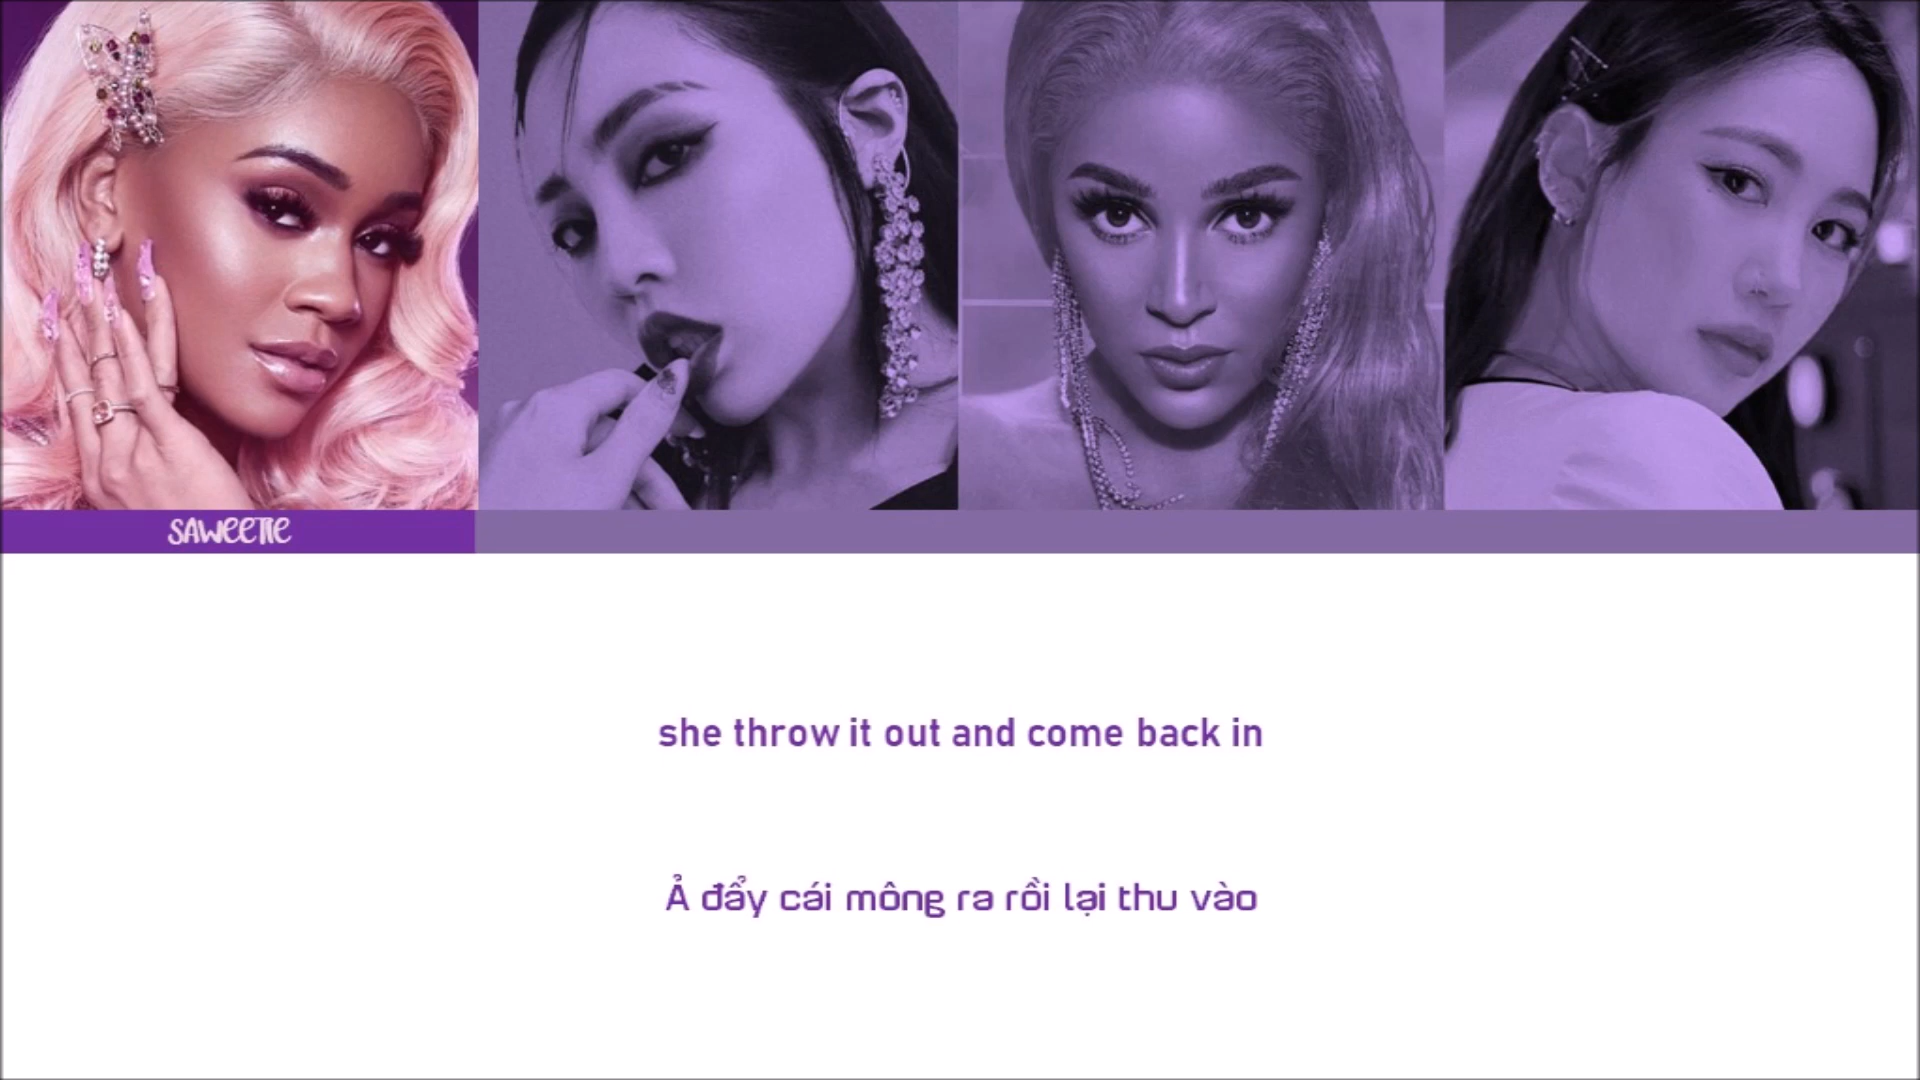 SAWEETIE
she throw it out and come back in
Ả đẩy cái mông ra rồi lại thu vào